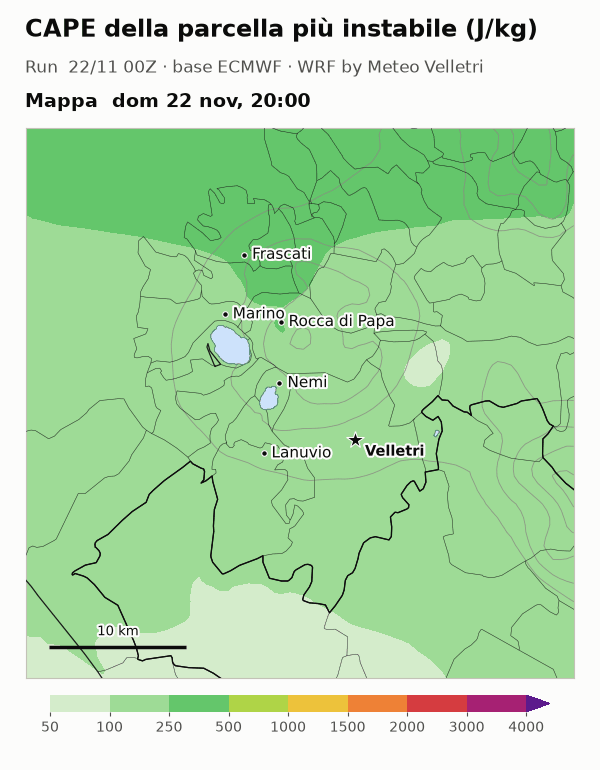 CAPE della parcella più instabile (J/kg)
Run  22/11 00Z · base ECMWF · WRF by Meteo Velletri
Mappa  dom 22 nov, 20:00
Frascati
Marino
Rocca di Papa
Nemi
Velletri
Lanuvio
10 km
50 100 250 500 1000 1500 2000 3000 4000